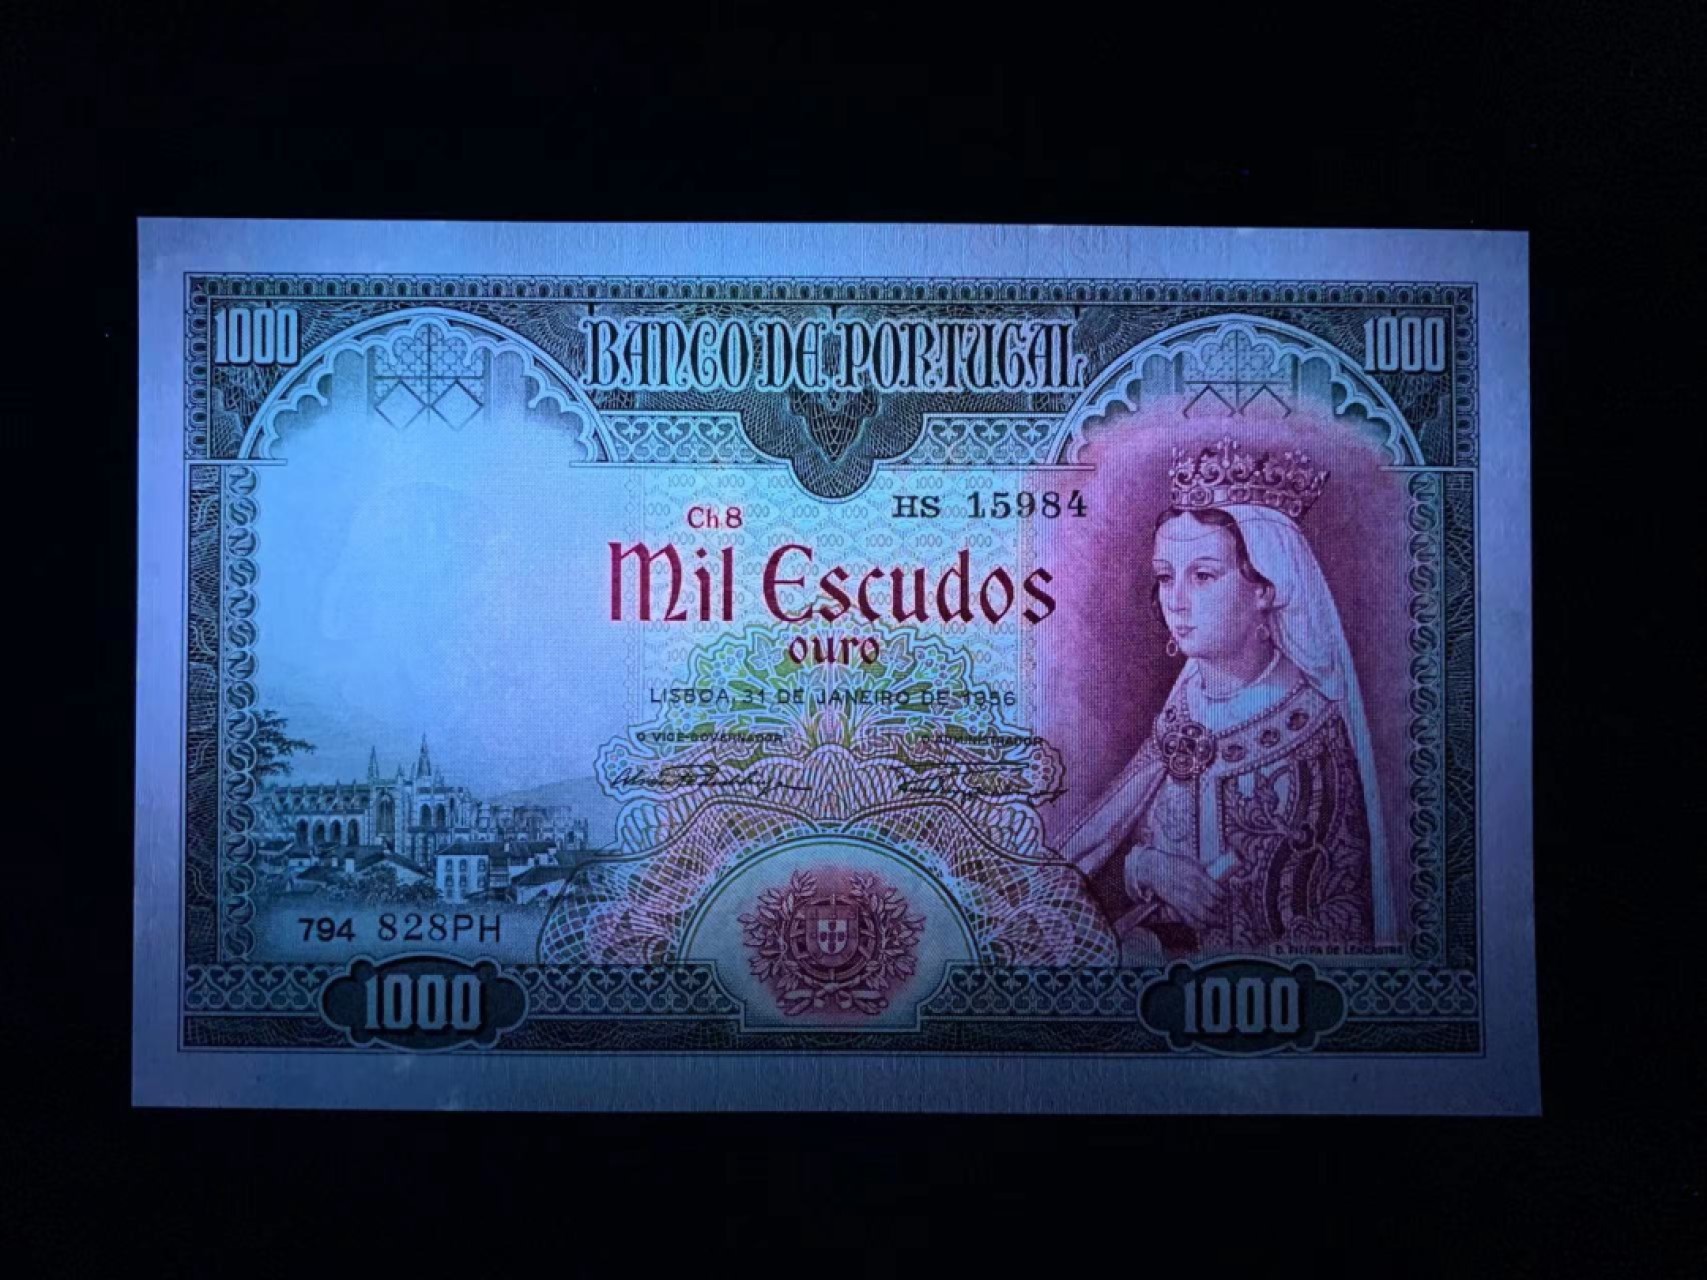 1000 BANCO DE PORTUGAL 1000
Ch 8 HS 15984
Mil Escudos
ouro
LISBOA, 31 DE JANEIRO DE 1956
O VICE-GOVERNADOR O ADMINISTRADOR
794 828PH
D. FILIPA DE LENCASTRE
1000 1000